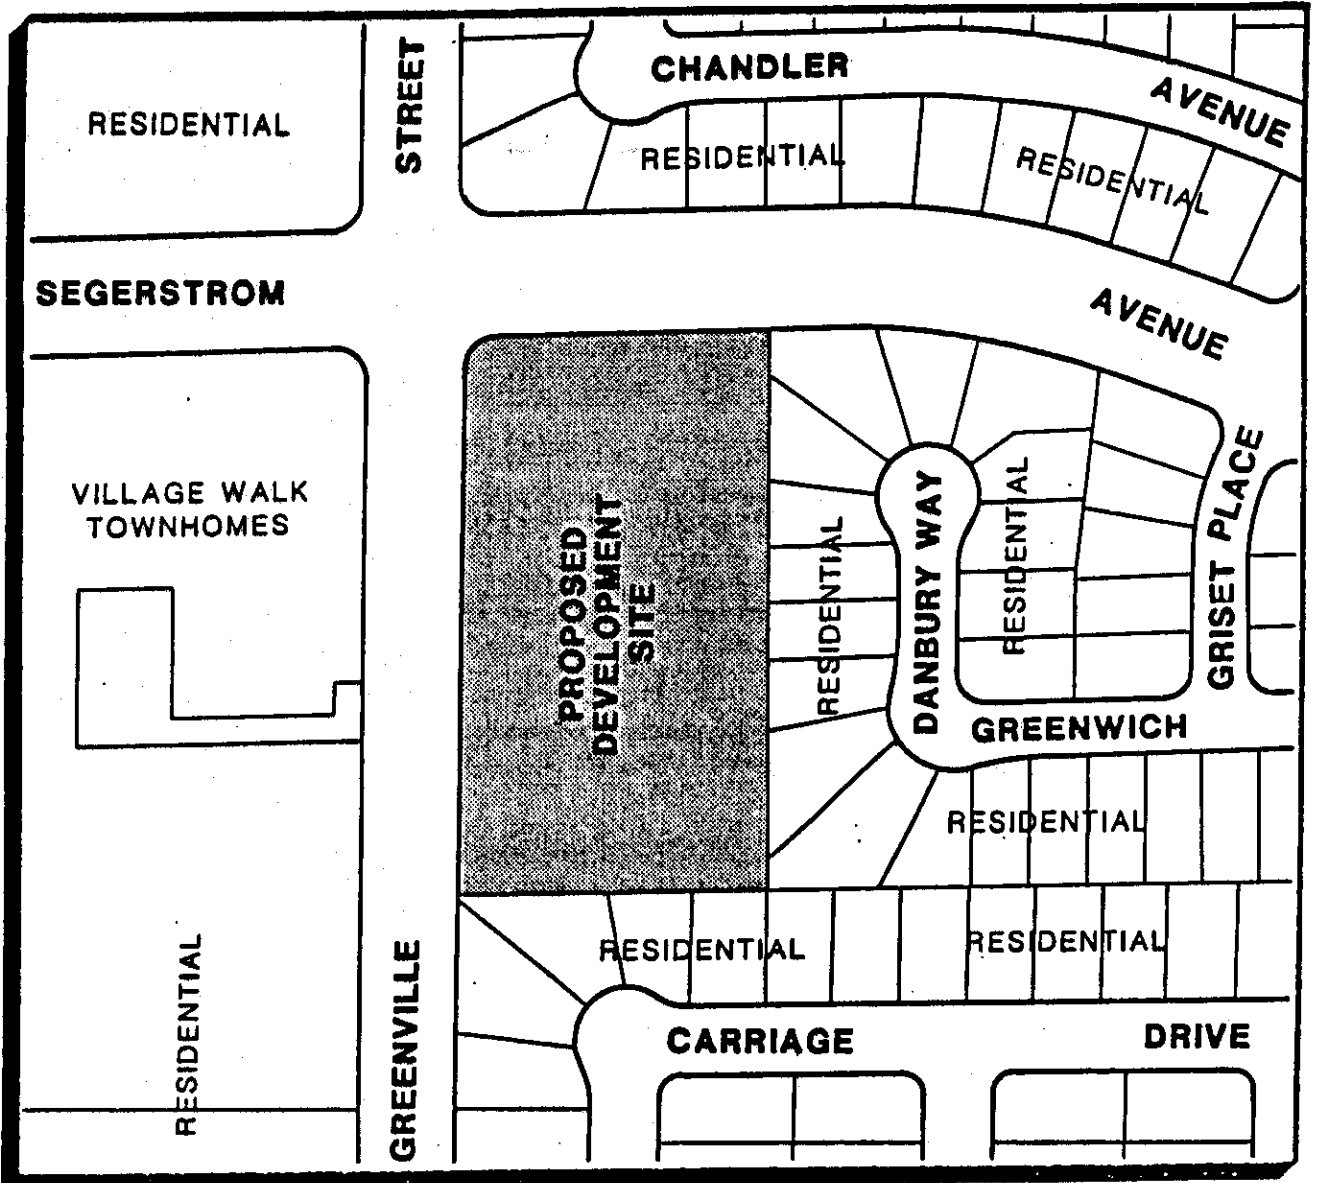 CHANDLER
AVENUE
STREET
RESIDENTIAL
RESIDENTIAL
RESIDENTIAL
SEGERSTROM
AVENUE
VILLAGE WALK
TOWNHOMES
PROPOSED
DEVELOPMENT
SITE
RESIDENTIAL
DANBURY WAY
RESIDENTIAL
GRISET PLACE
GREENWICH
RESIDENTIAL
RESIDENTIAL
GREENVILLE
RESIDENTIAL
RESIDENTIAL
CARRIAGE
DRIVE